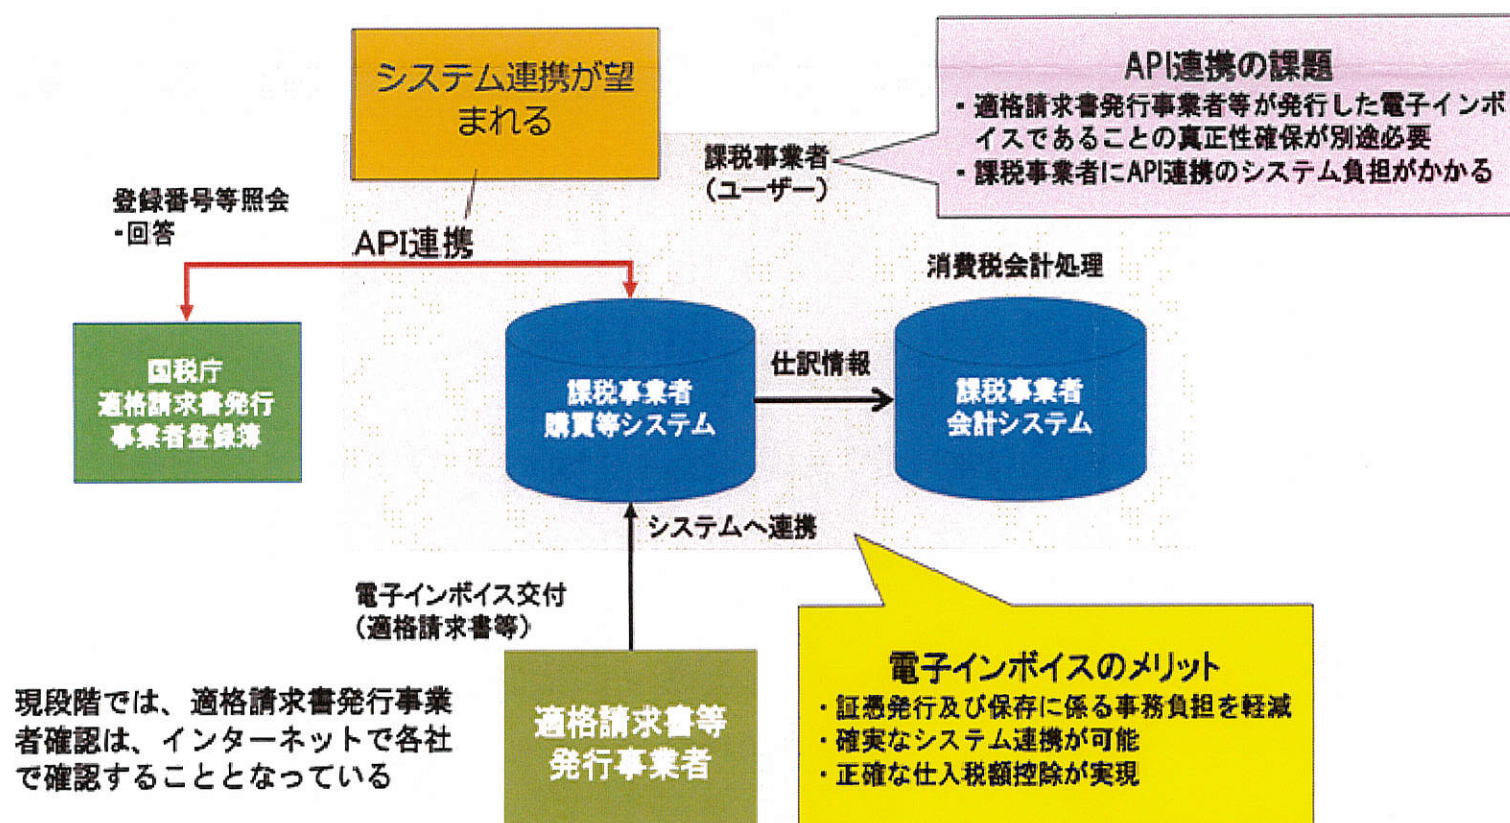 システム連携が望
まれる
API連携の課題
・適格請求書発行事業者等が発行した電子インボ
イスであることの真正性確保が別途必要
・課税事業者にAPI連携のシステム負担がかかる
課税事業者
（ユーザー）
登録番号等照会
-回答
API連携
消費税会計処理
国税庁
適格請求書発行
事業者登録簿
課税事業者
購買等システム
仕訳情報
課税事業者
会計システム
システムへ連携
電子インボイス交付
（適格請求書等）
適格請求書等
発行事業者
電子インボイスのメリット
・証憑発行及び保存に係る事務負担を軽減
・確実なシステム連携が可能
・正確な仕入税額控除が実現
現段階では、適格請求書発行事業
者確認は、インターネットで各社
で確認することとなっている